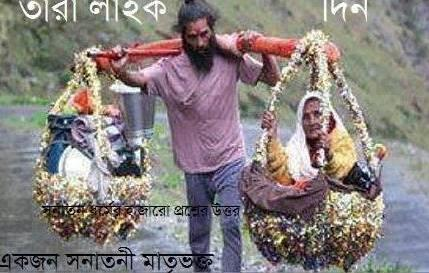 তারা লাইক দিন
সনাতন ধর্মের হাজারো প্রশ্নের উত্তর
একজন সনাতনী মাতৃভক্ত